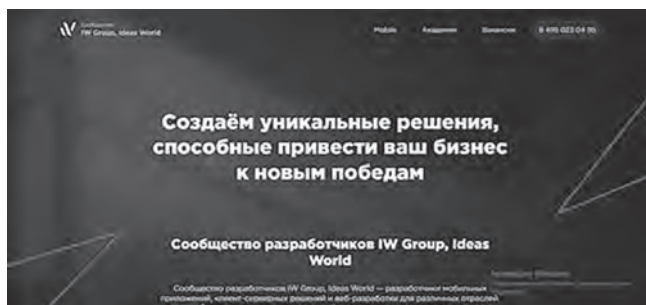 Сообщество
IW Group, Ideas World
Mobile Академия Вакансии 8 495 023 04 95
Создаём уникальные решения,
способные привести ваш бизнес
к новым победам
Сообщество разработчиков IW Group, Ideas
World
Сообщество разработчиков IW Group, Ideas World — разработчики мобильных
приложений, клиент-серверных решений и веб-разработки для различных отраслей